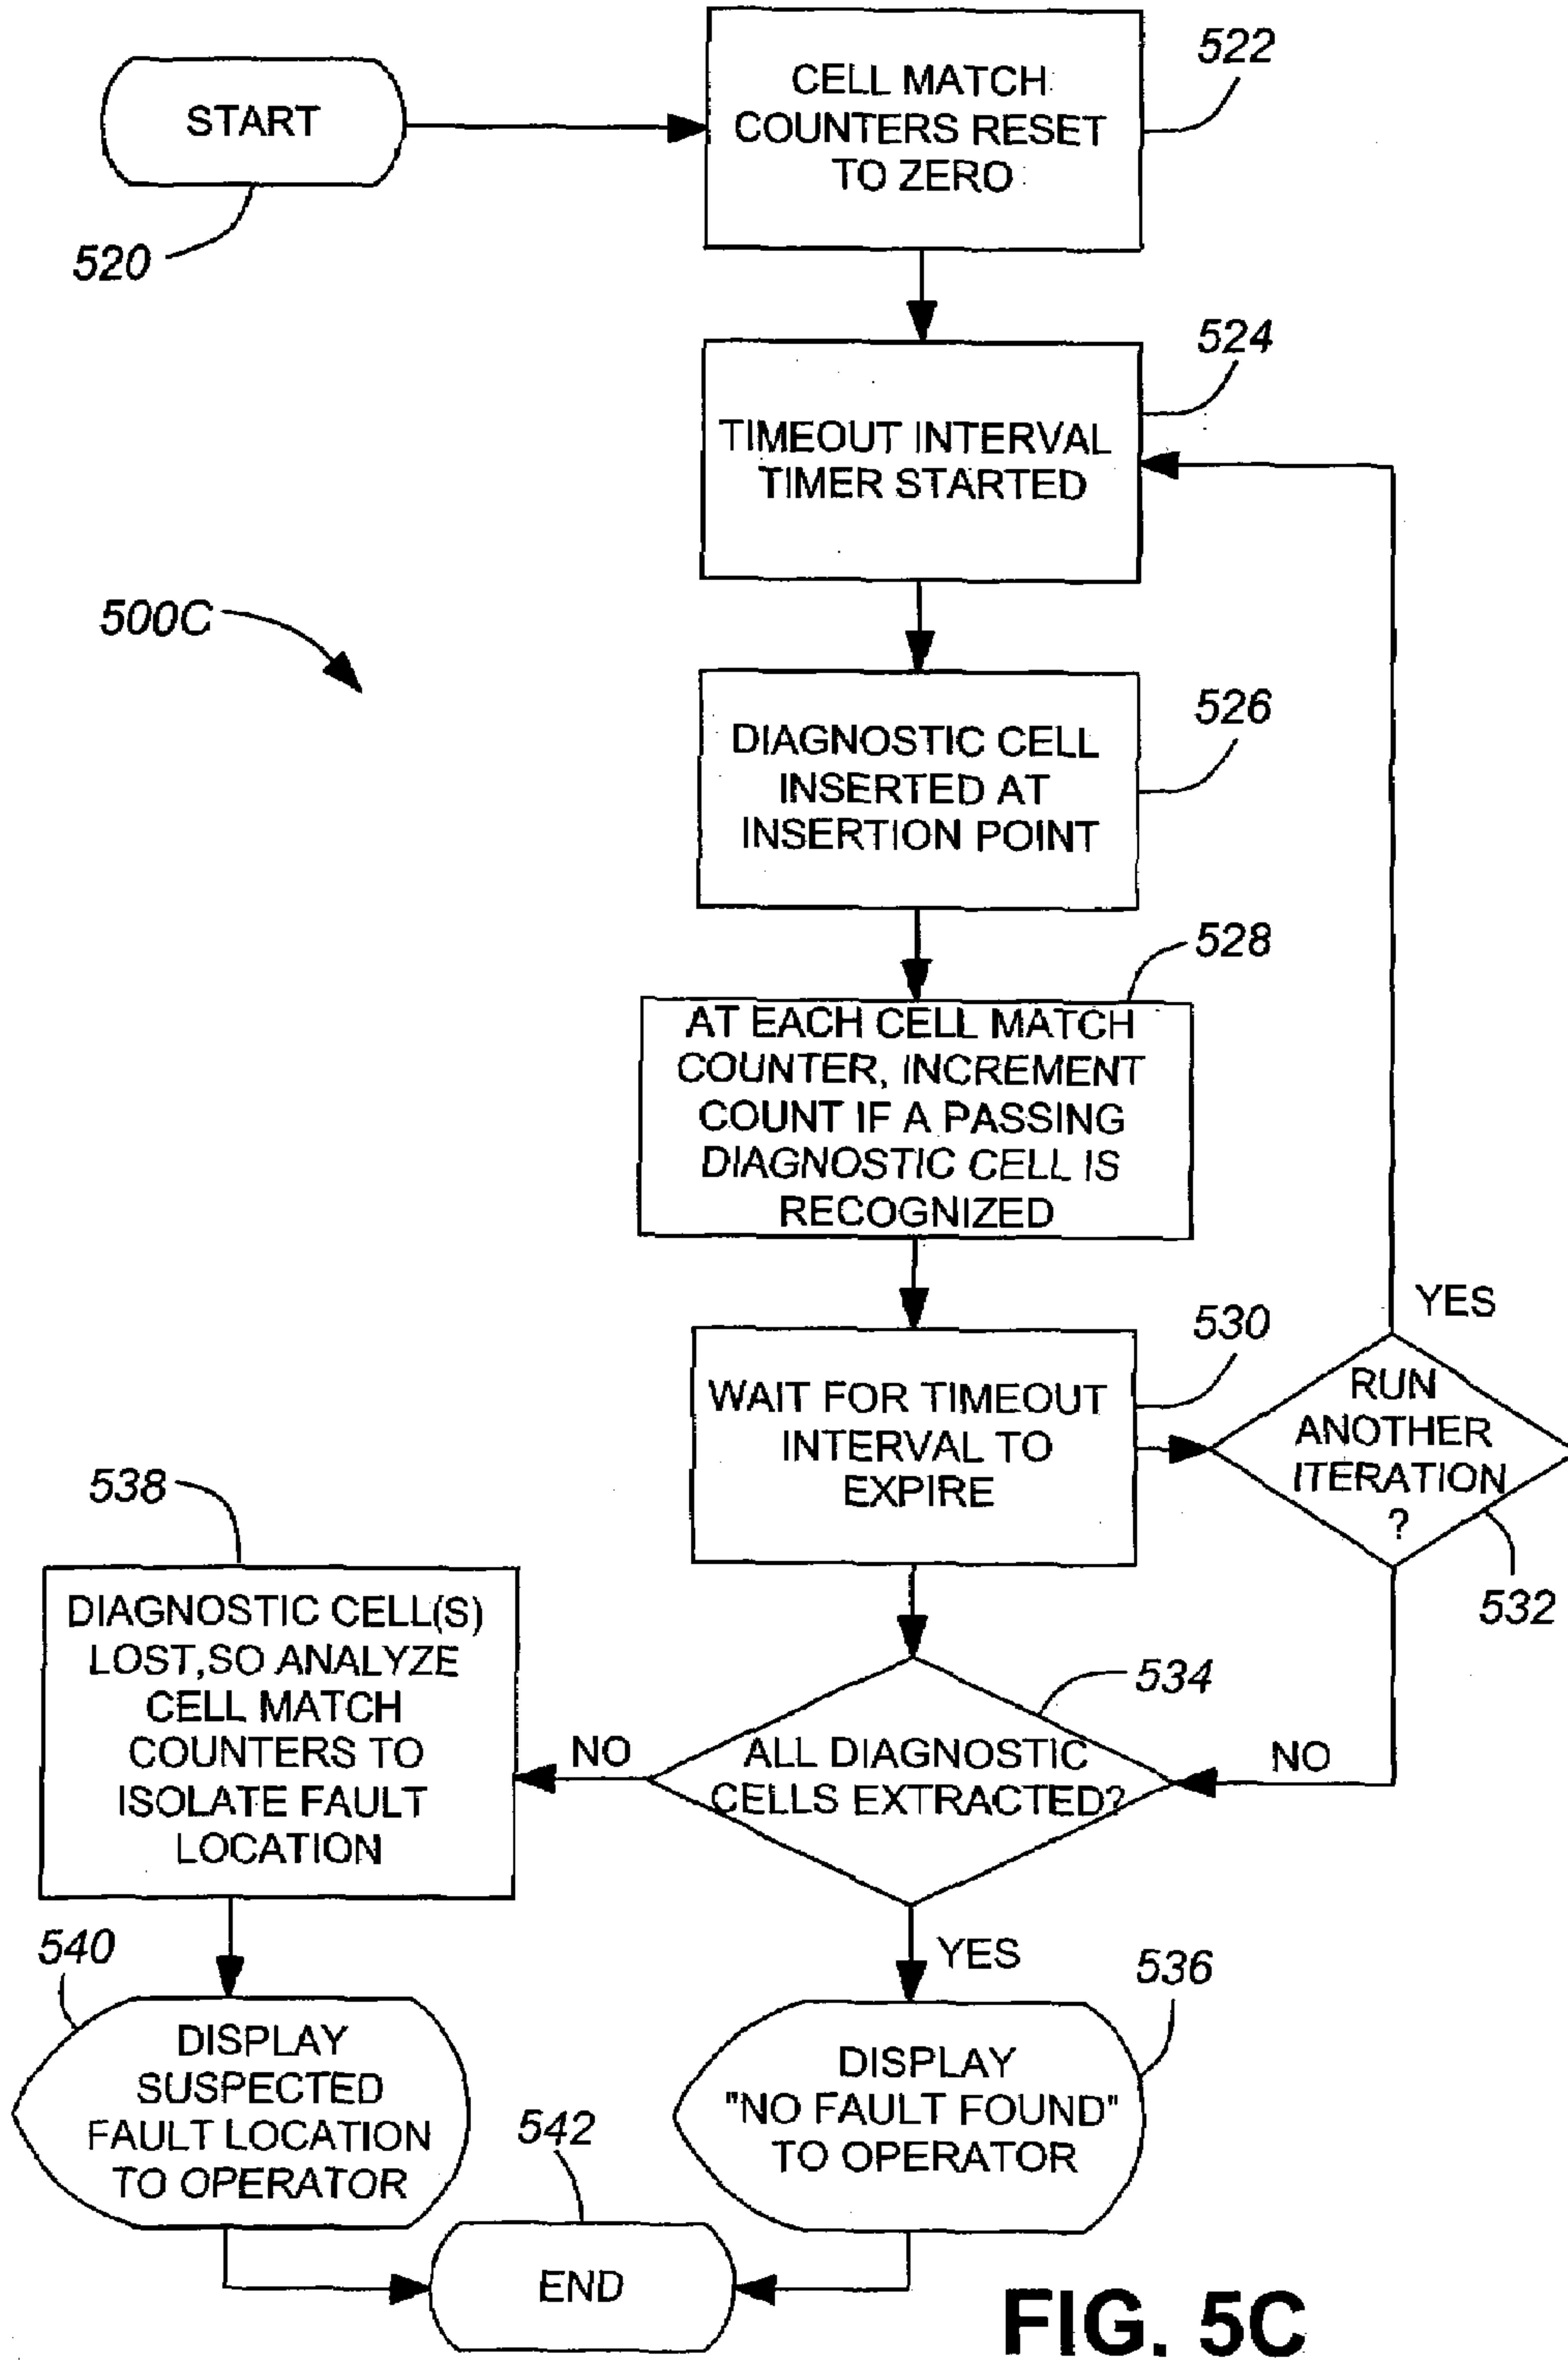 START
520
CELL MATCH
COUNTERS RESET
TO ZERO
522
TIMEOUT INTERVAL
TIMER STARTED
524
500C
DIAGNOSTIC CELL
INSERTED AT
INSERTION POINT
526
AT EACH CELL MATCH
COUNTER, INCREMENT
COUNT IF A PASSING
DIAGNOSTIC CELL IS
RECOGNIZED
528
WAIT FOR TIMEOUT
INTERVAL TO
EXPIRE
530
YES
RUN
ANOTHER
ITERATION
?
532
NO
ALL DIAGNOSTIC
CELLS EXTRACTED?
534
NO
538
DIAGNOSTIC CELL(S)
LOST,SO ANALYZE
CELL MATCH
COUNTERS TO
ISOLATE FAULT
LOCATION
YES
540
DISPLAY
SUSPECTED
FAULT LOCATION
TO OPERATOR
536
DISPLAY
"NO FAULT FOUND"
TO OPERATOR
542
END
FIG. 5C